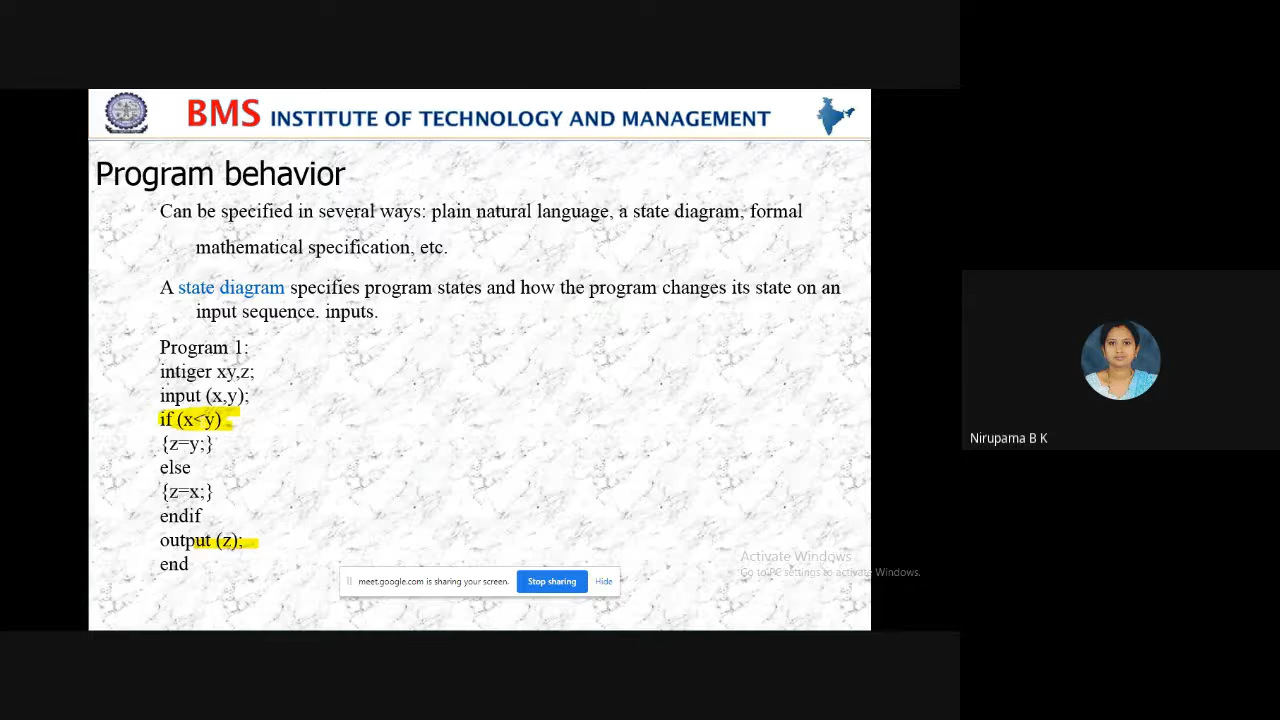 BMS INSTITUTE OF TECHNOLOGY AND MANAGEMENT
Program behavior
Can be specified in several ways: plain natural language, a state diagram, formal
mathematical specification, etc.
A state diagram specifies program states and how the program changes its state on an
input sequence. inputs.
Program 1:
intiger xy,z;
input (x,y);
if (x<y)
{z=y;}
else
{z=x;}
endif
output (z);
end
Nirupama B K
Activate Windows
Go to PC settings to activate Windows.
meet.google.com is sharing your screen.
Stop sharing
Hide